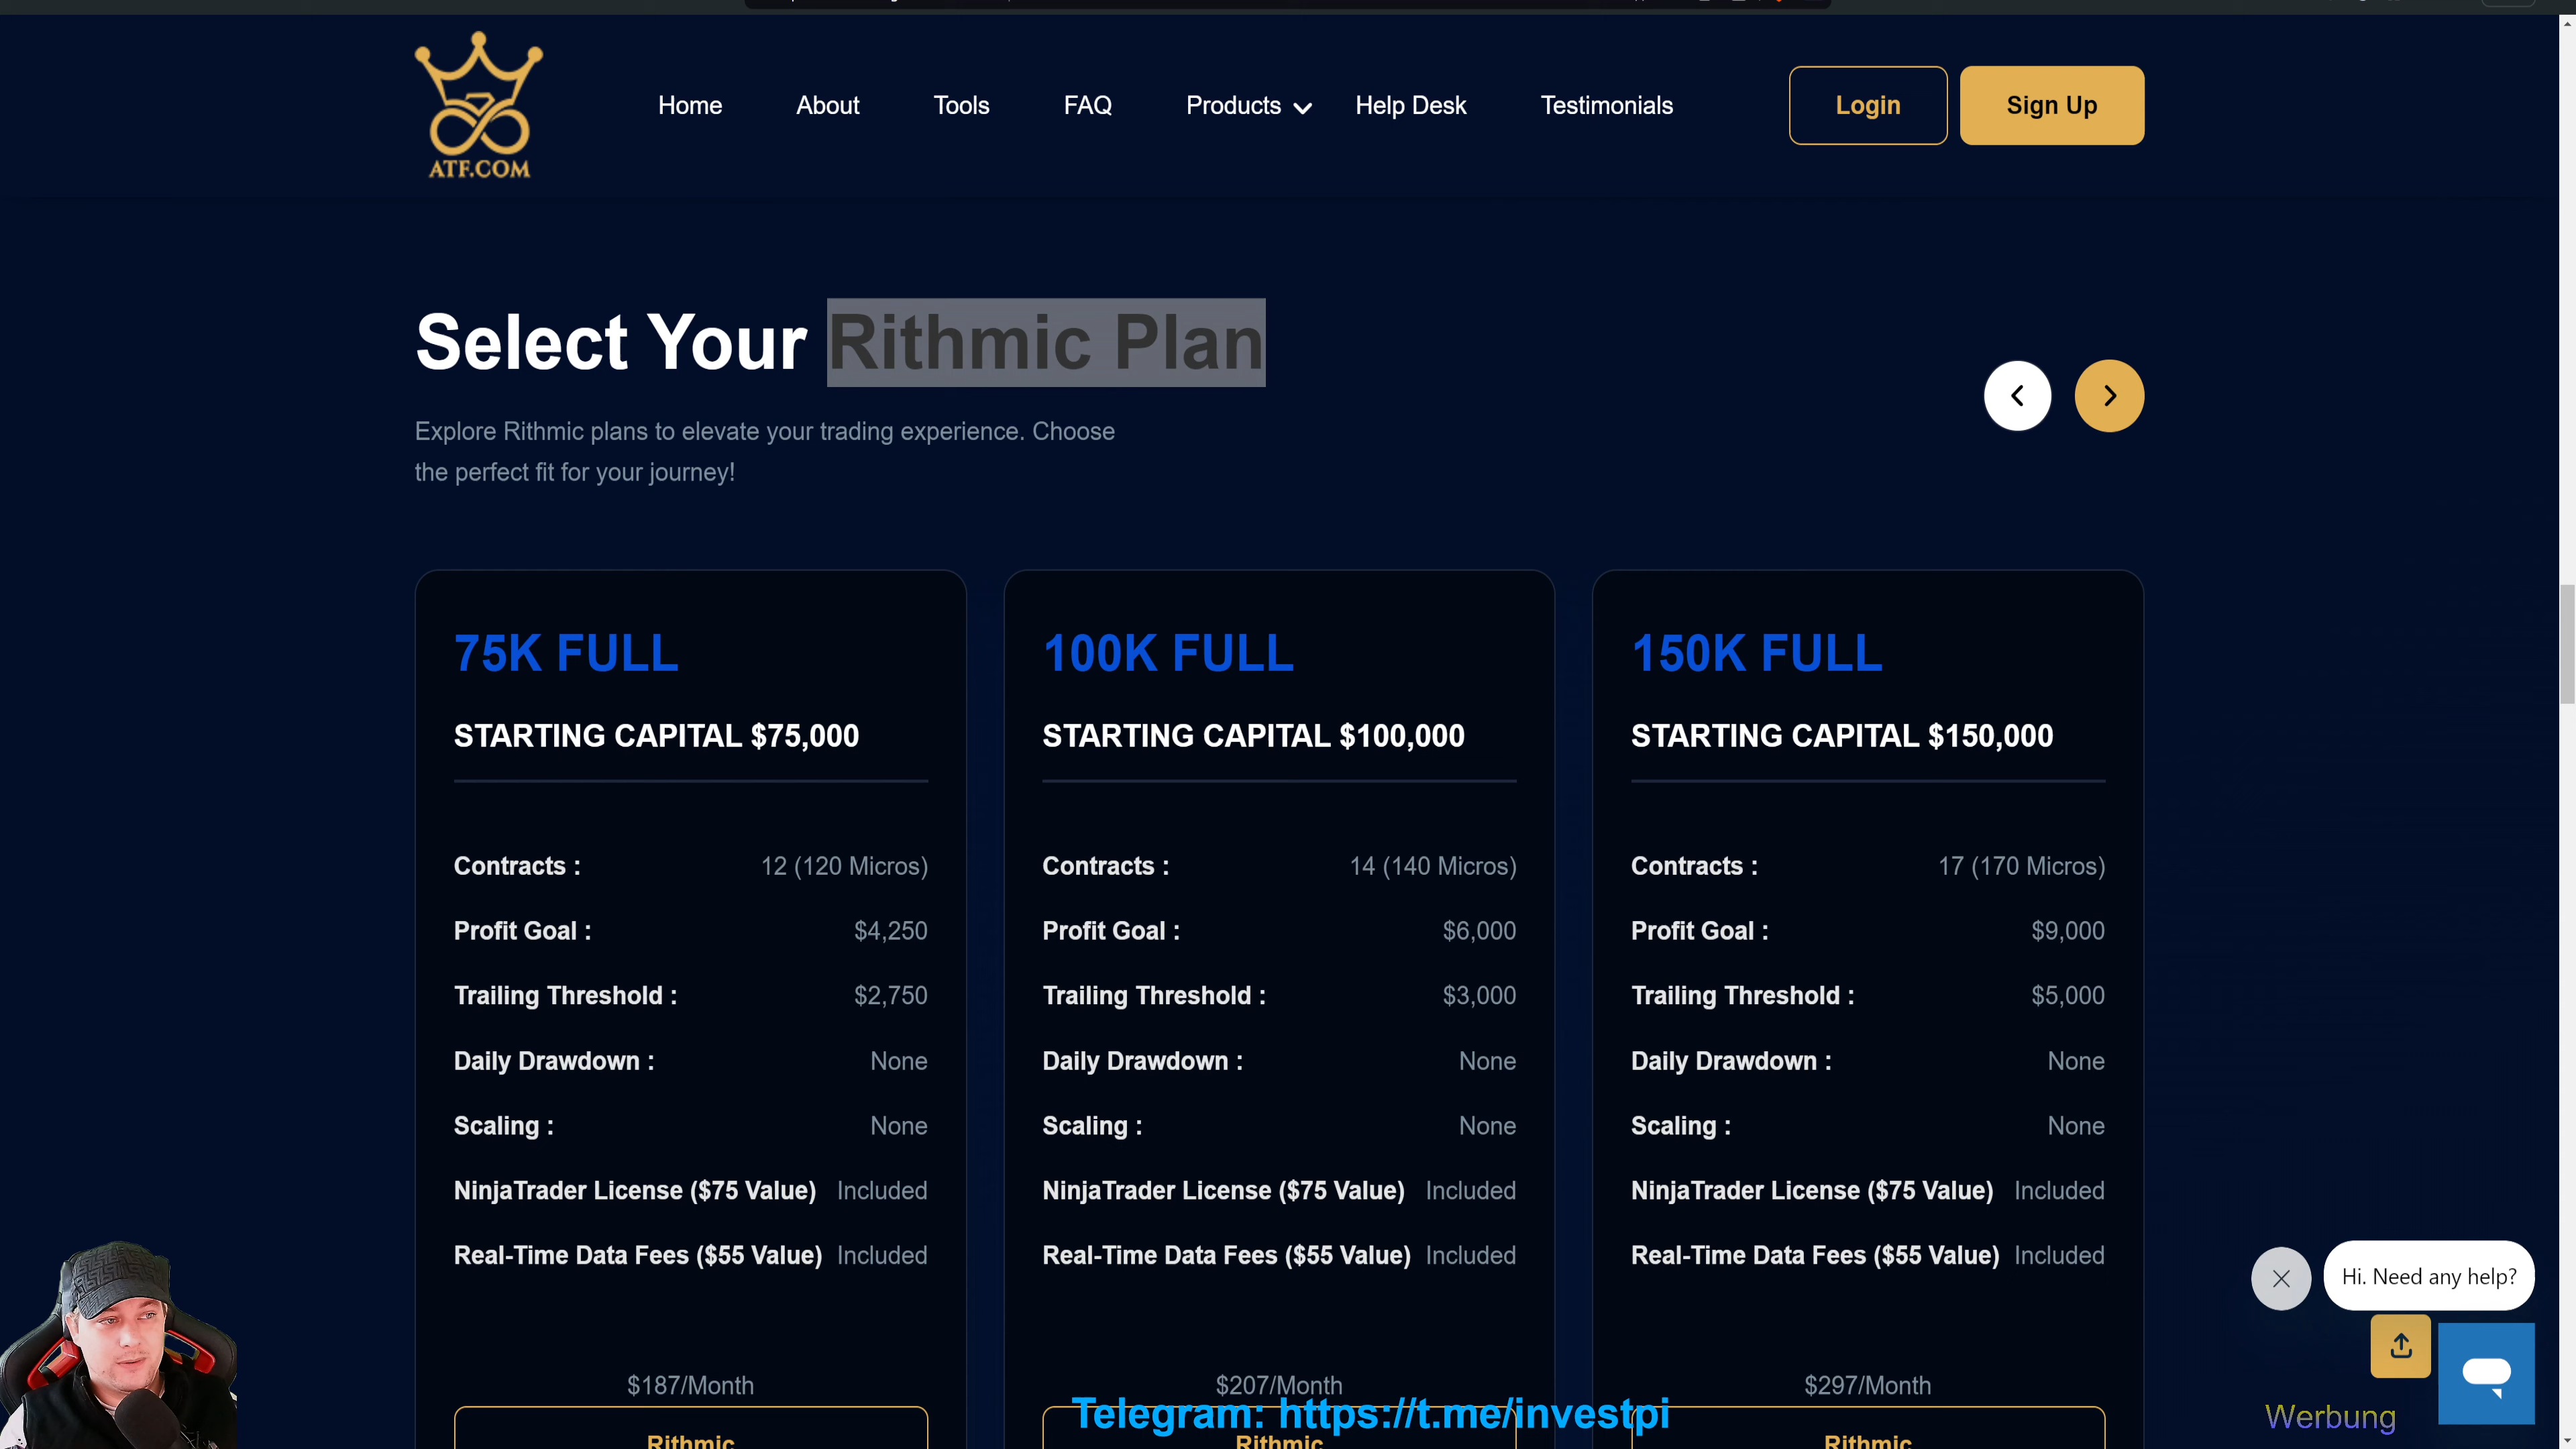 ATF.COM
Home
About
Tools
FAQ
Products
Help Desk
Testimonials
Login
Sign Up
Select Your Rithmic Plan
Explore Rithmic plans to elevate your trading experience. Choose
the perfect fit for your journey!
75K FULL
STARTING CAPITAL $75,000
Contracts : 12 (120 Micros)
Profit Goal : $4,250
Trailing Threshold : $2,750
Daily Drawdown : None
Scaling : None
NinjaTrader License ($75 Value) Included
Real-Time Data Fees ($55 Value) Included
$187/Month
Rithmic
100K FULL
STARTING CAPITAL $100,000
Contracts : 14 (140 Micros)
Profit Goal : $6,000
Trailing Threshold : $3,000
Daily Drawdown : None
Scaling : None
NinjaTrader License ($75 Value) Included
Real-Time Data Fees ($55 Value) Included
$207/Month
Rithmic
150K FULL
STARTING CAPITAL $150,000
Contracts : 17 (170 Micros)
Profit Goal : $9,000
Trailing Threshold : $5,000
Daily Drawdown : None
Scaling : None
NinjaTrader License ($75 Value) Included
Real-Time Data Fees ($55 Value) Included
$297/Month
Rithmic
Telegram: https://t.me/investpi
Hi. Need any help?
Werbung